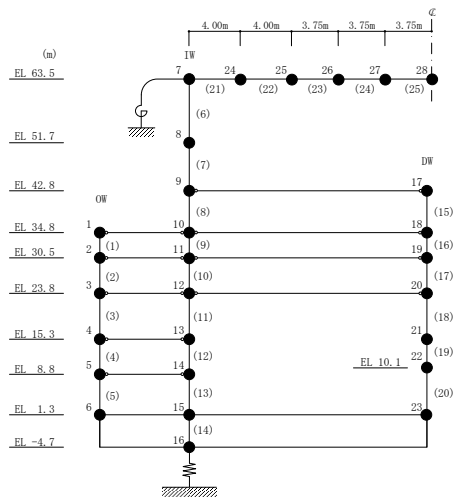 4.00m 4.00m 3.75m 3.75m 3.75m ℄
(m) IW
EL 63.5 7 24 25 26 27 28
(21) (22) (23) (24) (25)
(6)
EL 51.7 8
(7) DW
EL 42.8 9 17
OW (8) (15)
EL 34.8 1 10 18
(1) (9) (16)
EL 30.5 2 11 19
(2) (10) (17)
EL 23.8 3 12 20
(3) (11) (18)
EL 15.3 4 13 21
(4) (12) (19)
EL 10.1 22
EL 8.8 5 14
(5) (13) (20)
EL 1.3 6 15 23
(14)
EL -4.7 16